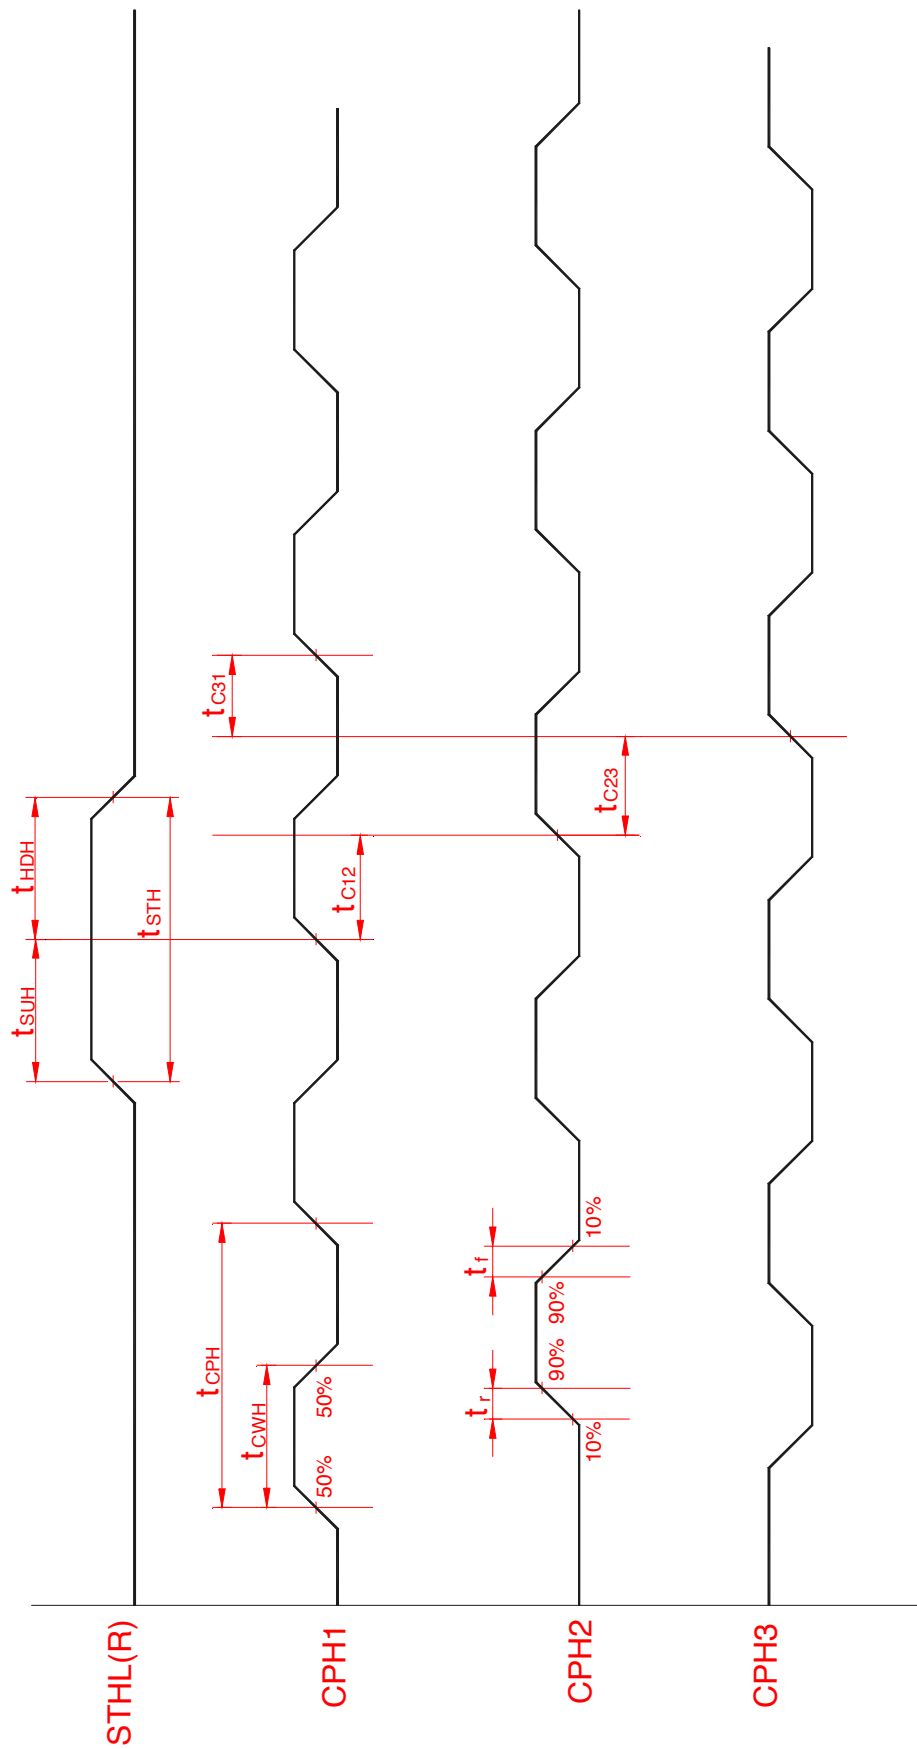 STHL(R)
tSUH
tHDH
tSTH
CPH1
tCPH
tCWH
50%
50%
tC12
tC31
CPH2
tr
10%
90%
90%
tf
10%
tC23
CPH3